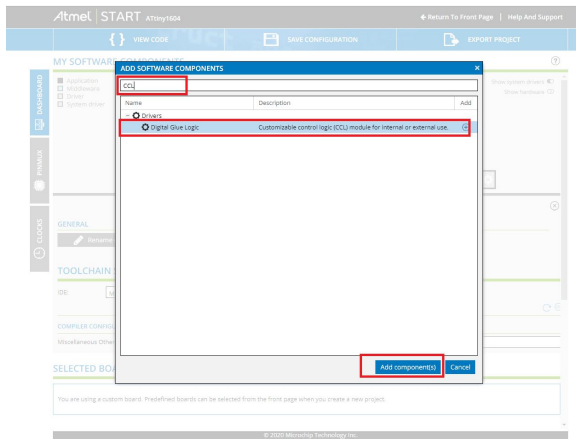 Atmel START ATtiny1604
Return To Front Page | Help And Support
{ } VIEW CODE
SAVE CONFIGURATION
EXPORT PROJECT
MY SOFTWARE COMPONENTS
ADD SOFTWARE COMPONENTS
×
CCL
Application
Middleware
Driver
System driver
Show system drivers
Show hardware
Name
Description
Add
Drivers
Digital Glue Logic
Customizable control logic (CCL) module for internal or external use.
DASHBOARD
PINMUX
CLOCKS
GENERAL
Rename
TOOLCHAIN
IDE:
COMPILER CONFIGU
Miscellaneous Other
Add component(s)
Cancel
SELECTED BOA
You are using a custom board. Predefined boards can be selected from the front page when you create a new project.
© 2020 Microchip Technology Inc.